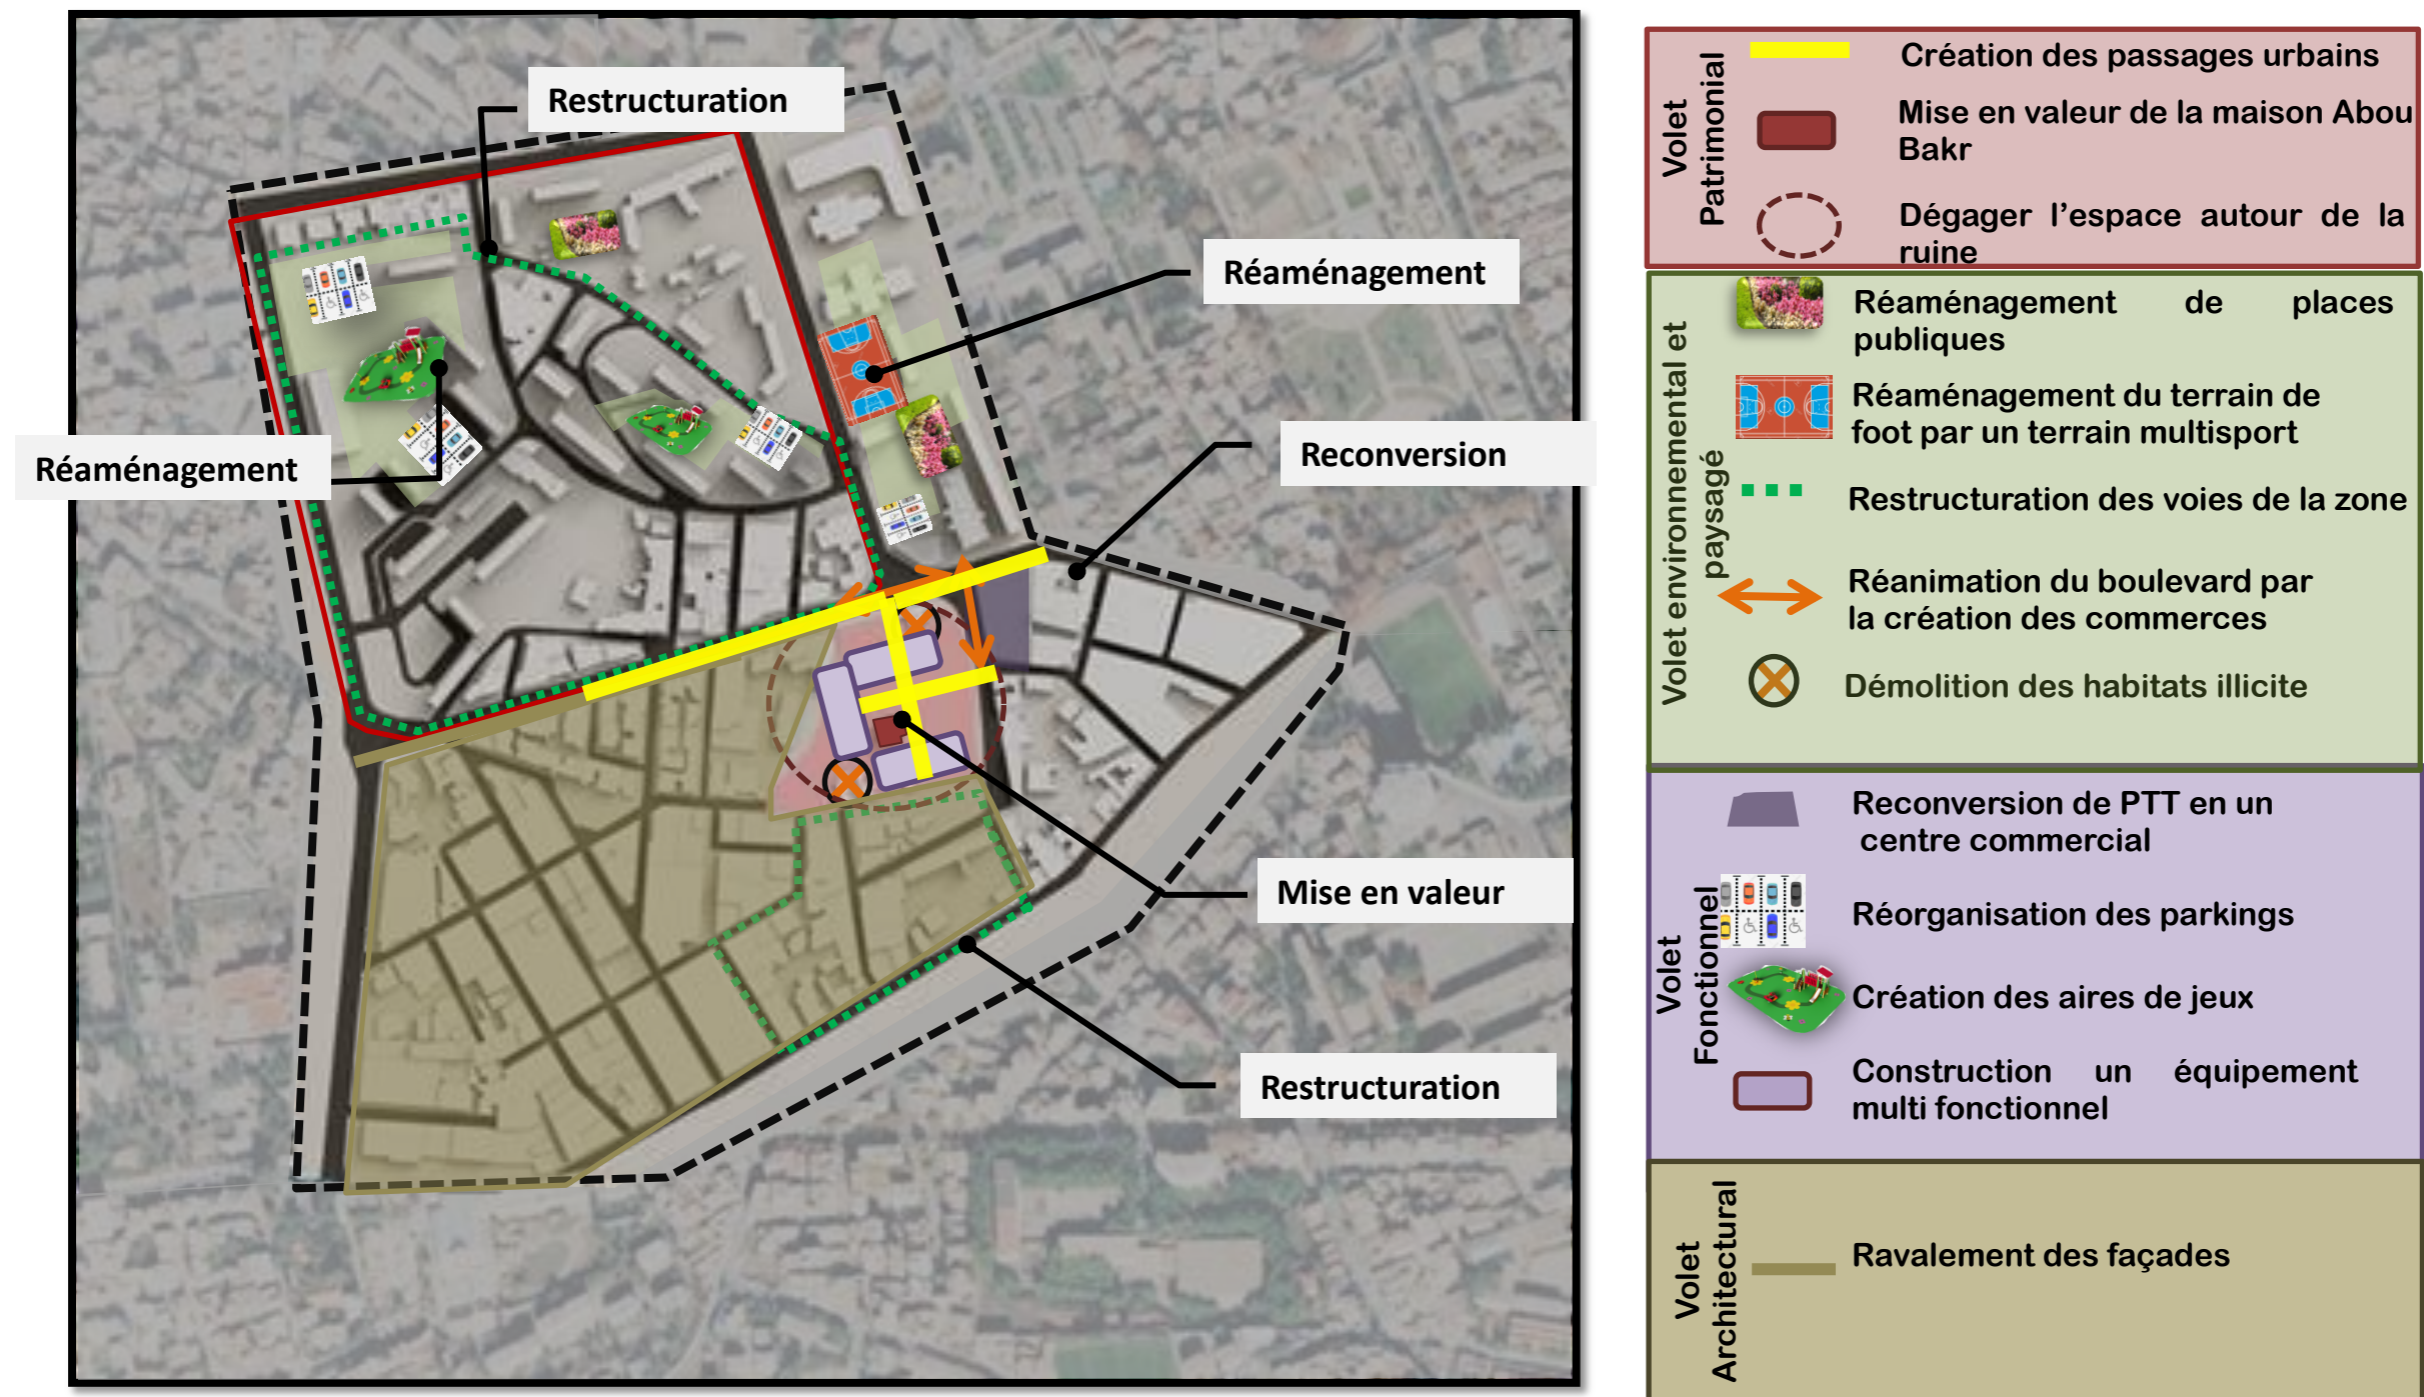 Restructuration
Réaménagement
Réaménagement
Reconversion
Mise en valeur
Restructuration
Volet
Patrimonial
Création des passages urbains
Mise en valeur de la maison Abou
Bakr
Dégager l'espace autour de la
ruine
Volet environnemental et
paysagé
Réaménagement de places
publiques
Réaménagement du terrain de
foot par un terrain multisport
Restructuration des voies de la zone
Réanimation du boulevard par
la création des commerces
Démolition des habitats illicite
Volet
Fonctionnel
Reconversion de PTT en un
centre commercial
Réorganisation des parkings
Création des aires de jeux
Construction un équipement
multi fonctionnel
Volet
Architectural
Ravalement des façades